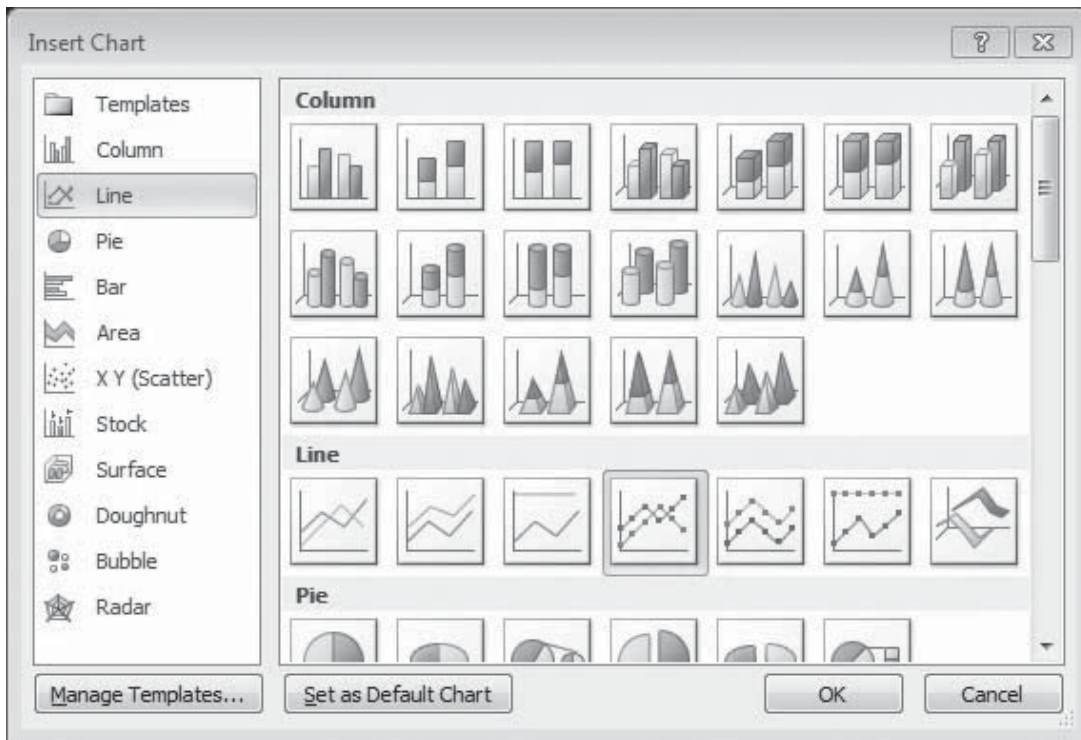 Insert Chart
Templates
Column
Line
Pie
Bar
Area
X Y (Scatter)
Stock
Surface
Doughnut
Bubble
Radar
Manage Templates...
Column
Line
Pie
Set as Default Chart
OK
Cancel